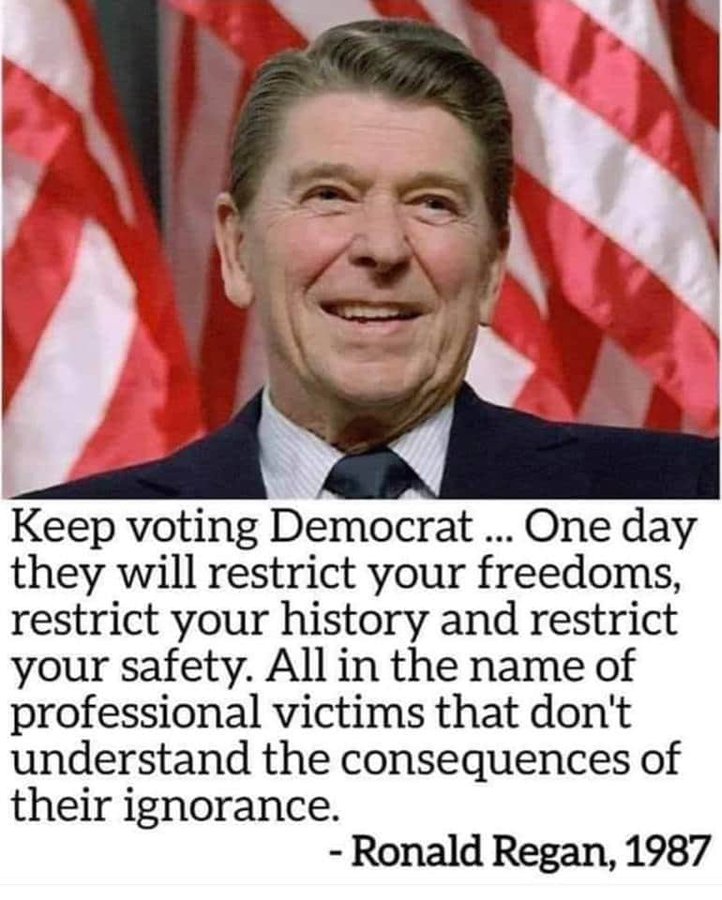 Keep voting Democrat ... One day
they will restrict your freedoms,
restrict your history and restrict
your safety. All in the name of
professional victims that don't
understand the consequences of
their ignorance.
- Ronald Regan, 1987